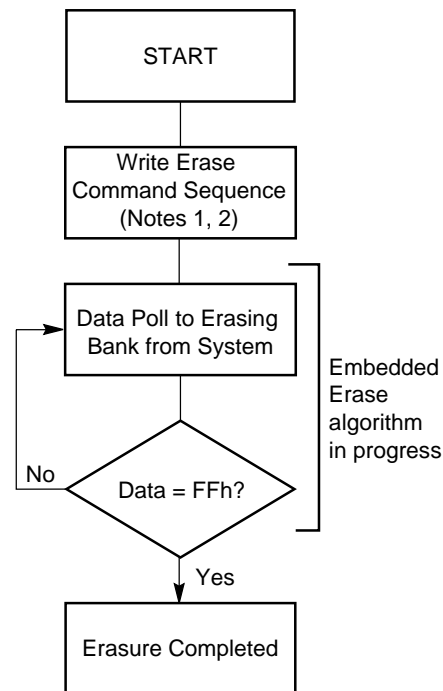 START
Write Erase
Command Sequence
(Notes 1, 2)
Data Poll to Erasing
Bank from System
Embedded
Erase
algorithm
in progress
No
Data = FFh?
Yes
Erasure Completed